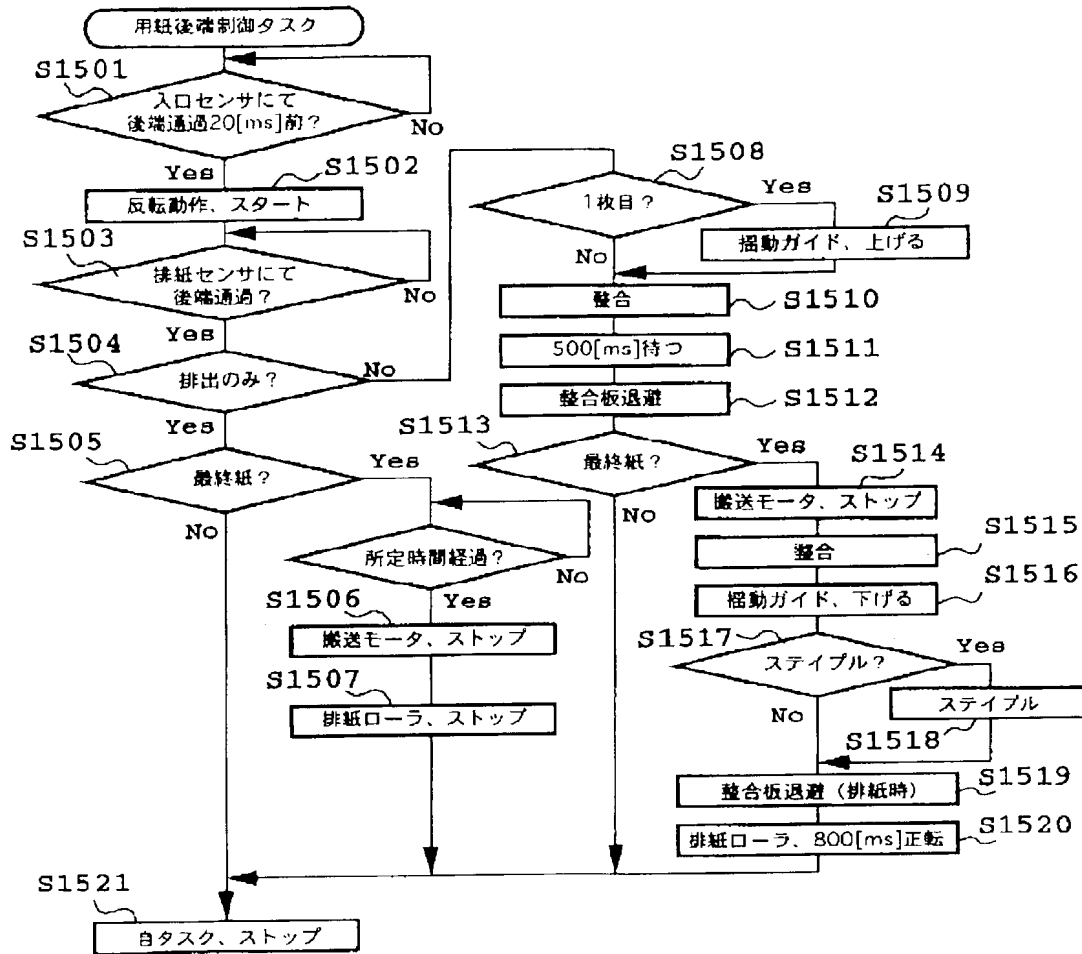 用紙後端制御タスク
S1501
入口センサにて
後端通過20[ms]前？
No
Yes
S1502
反転動作、スタート
S1503
排紙センサにて
後端通過？
No
Yes
S1504
排出のみ？
No
Yes
S1505
最終紙？
Yes
No
所定時間経過？
No
Yes
S1506
搬送モータ、ストップ
S1507
排紙ローラ、ストップ
S1508
1枚目？
Yes
No
S1509
揺動ガイド、上げる
整合
S1510
500[ms]待つ
S1511
整合板退避
S1512
S1513
最終紙？
Yes
No
S1514
搬送モータ、ストップ
S1515
整合
S1516
揺動ガイド、下げる
S1517
ステイプル？
Yes
No
ステイプル
S1518
整合板退避（排紙時）
S1519
排紙ローラ、800[ms]正転
S1520
S1521
自タスク、ストップ